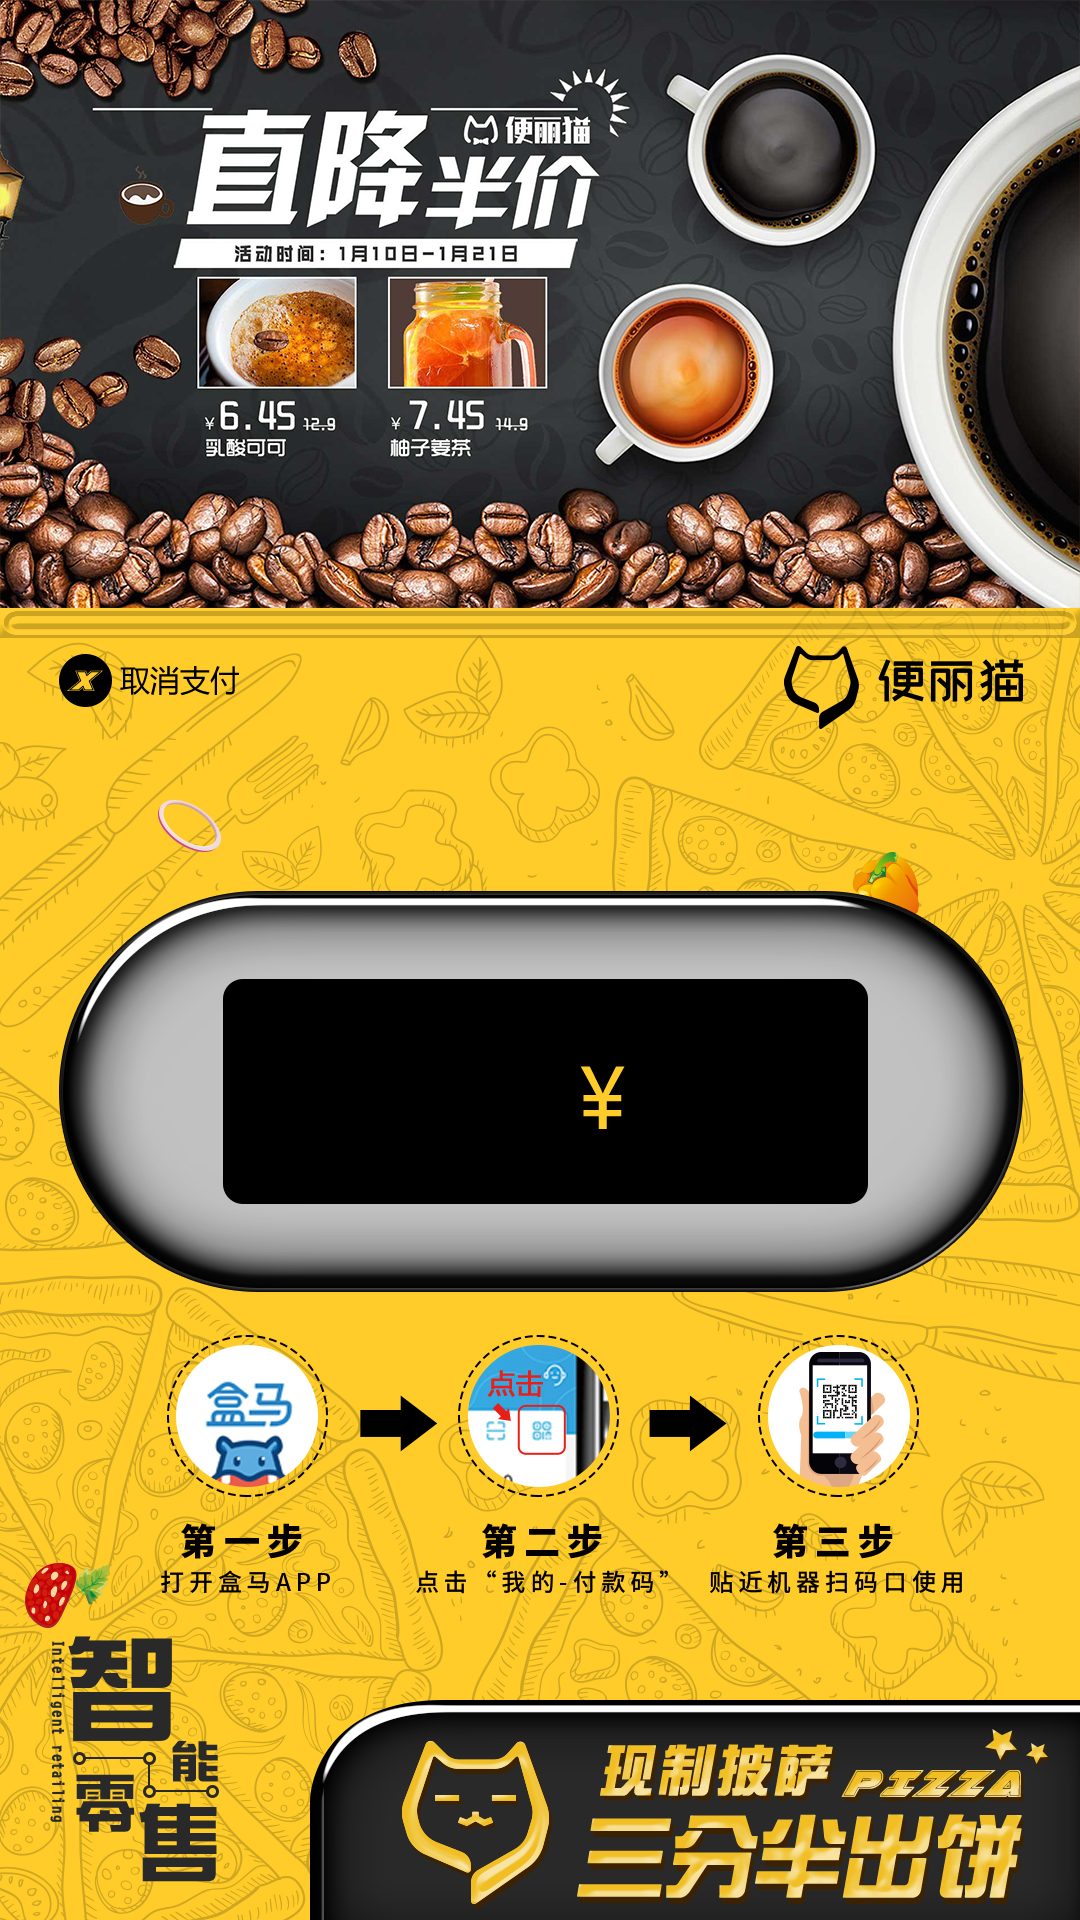 便丽猫
直降半价
活动时间：1月10日-1月21日
¥6.45 12.9
乳酸可可
¥7.45 14.9
柚子姜茶
X 取消支付
便丽猫
¥
盒马
点击
第一步
打开盒马APP
第二步
点击“我的-付款码”
第三步
贴近机器扫码口使用
智能零售
Intelligent retailing
现制披萨 PIZZA
三分半出饼